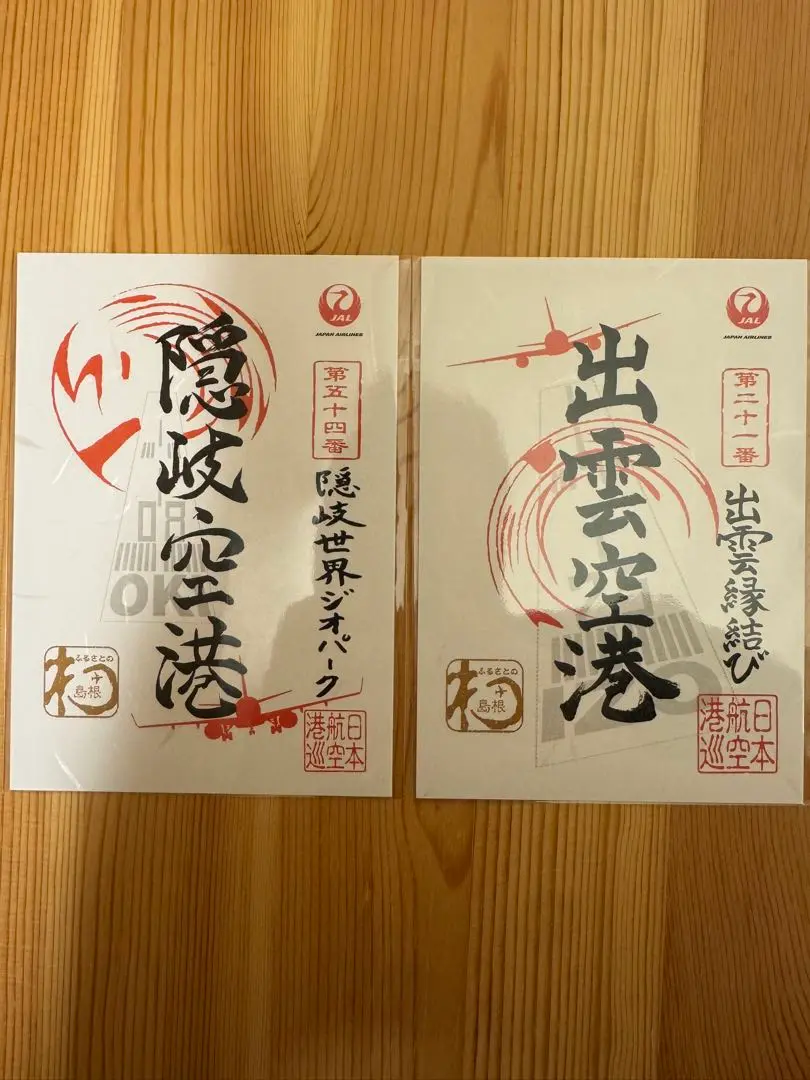 JAL
JAPAN AIRLINES
第五十四番
隠岐空港
隠岐世界ジオパーク
08
OKI
ふるさとの
島根
日本
航空
港巡
JAL
JAPAN AIRLINES
第二十一番
出雲空港
出雲縁結び
ふるさとの
島根
日本
航空
港巡